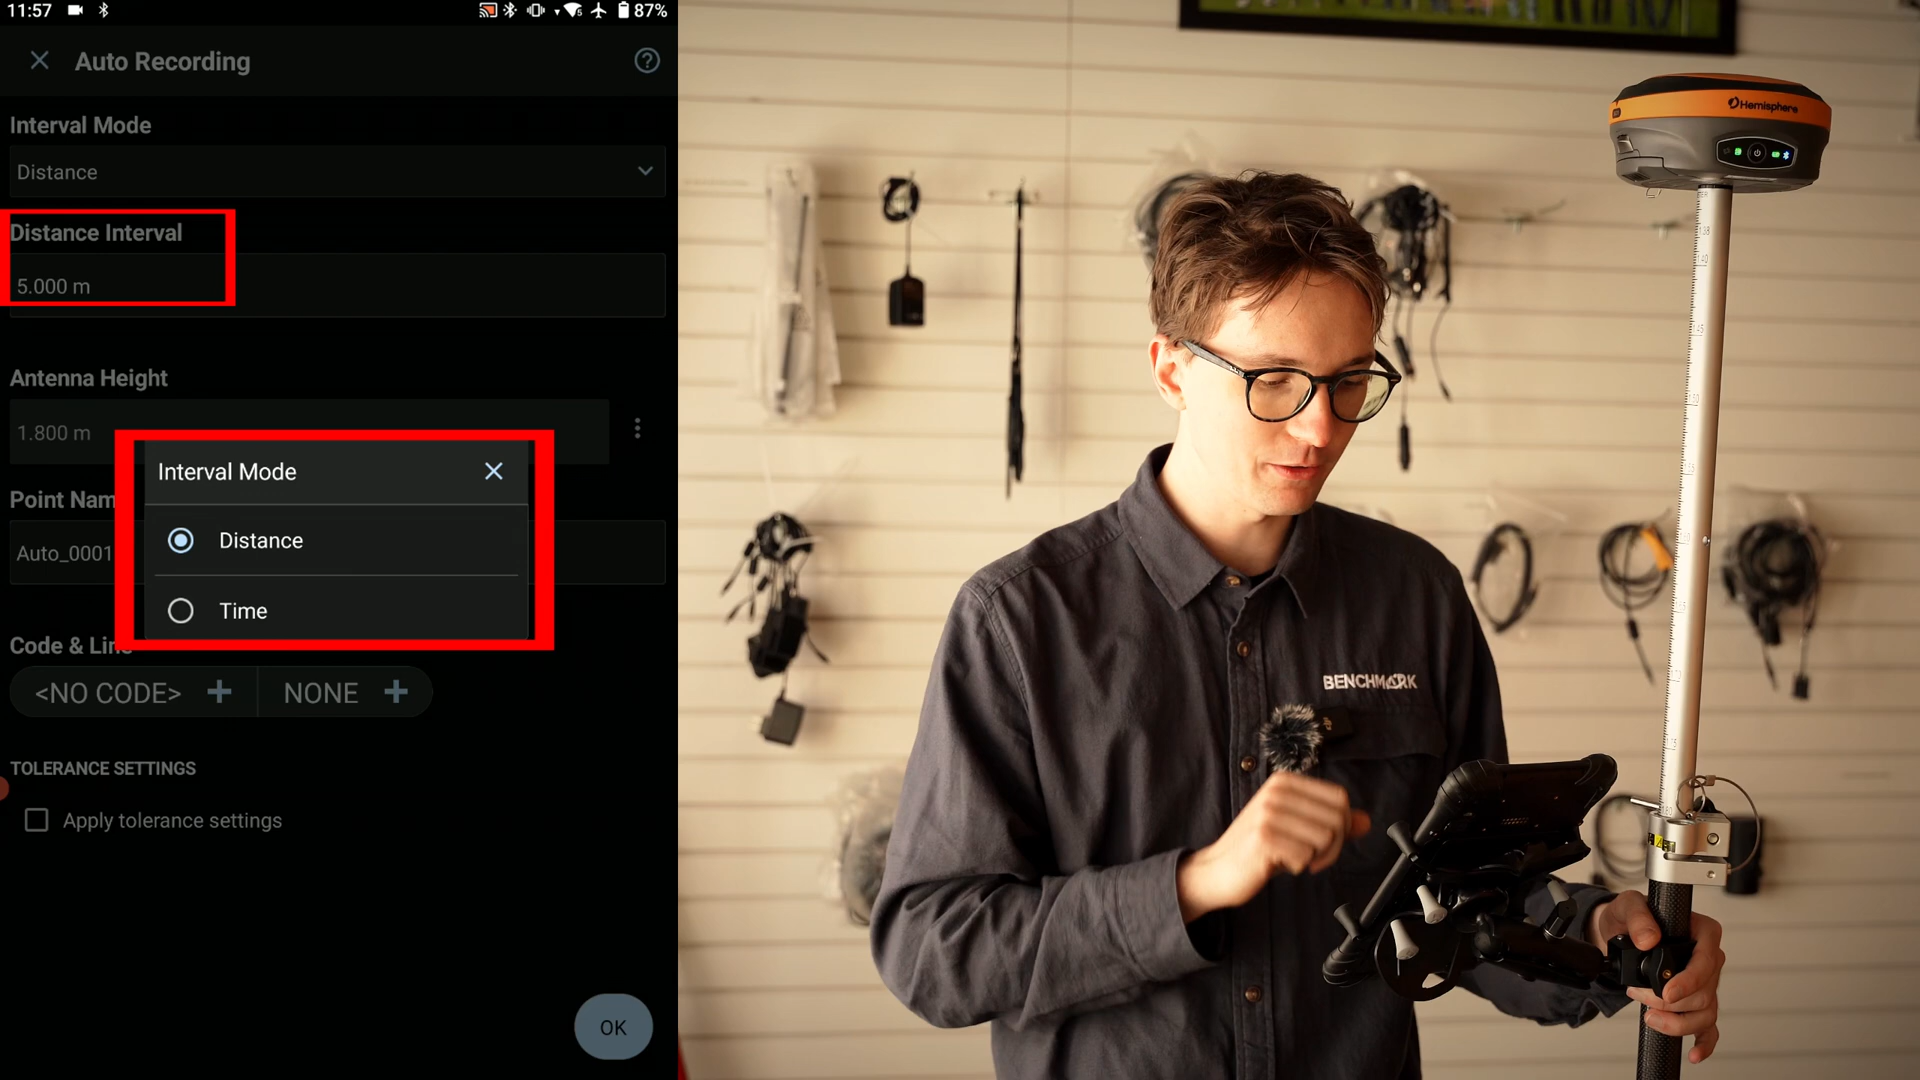 11:57
87%
Auto Recording
Interval Mode
Distance
Distance Interval
5.000 m
Antenna Height
1.800 m
Interval Mode
Point Nam
Distance
Auto_0001
Time
Code & Line
<NO CODE> +
NONE +
TOLERANCE SETTINGS
Apply tolerance settings
OK
Hemisphere
BENCHMARK